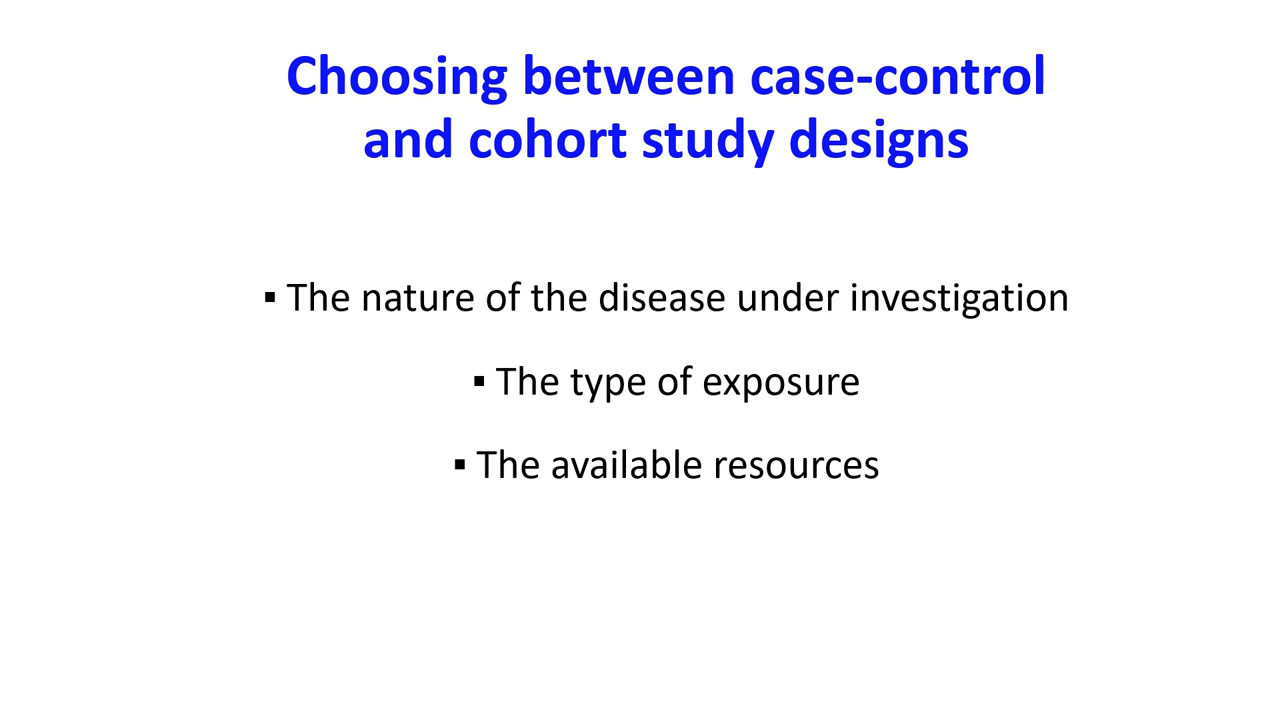 Choosing between case-control
and cohort study designs
▪ The nature of the disease under investigation
▪ The type of exposure
▪ The available resources